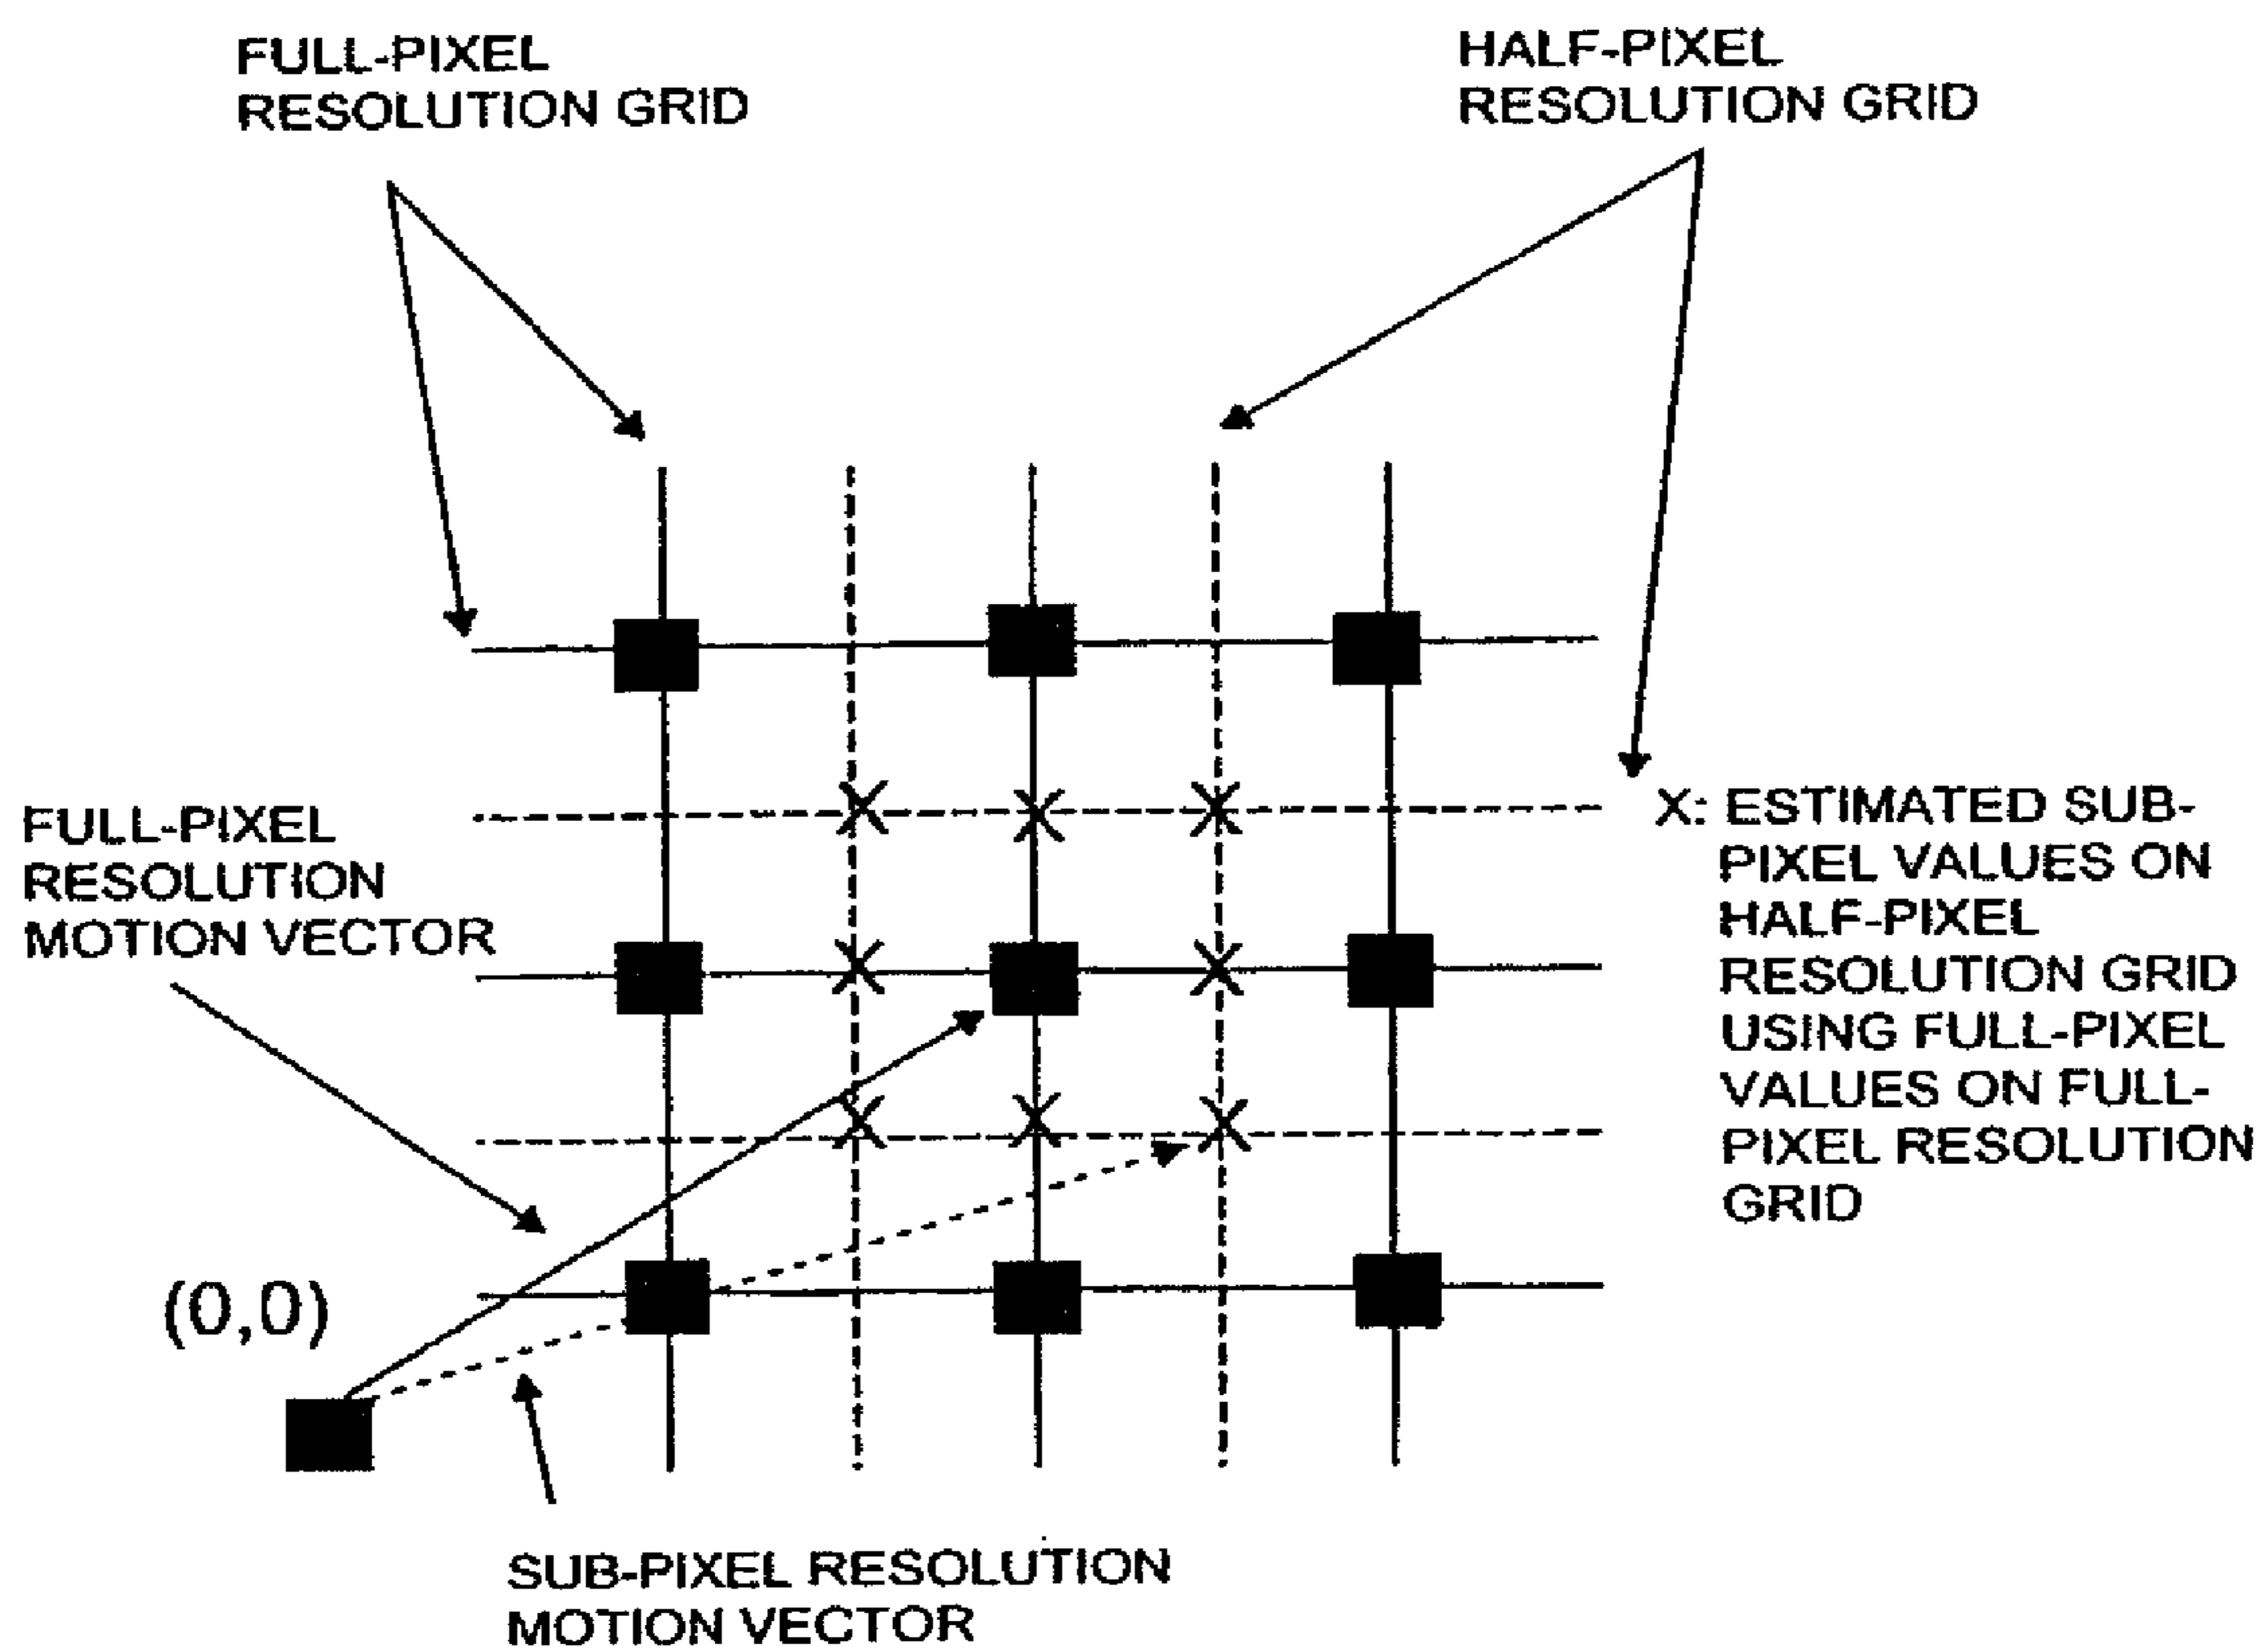 FULL-PIXEL
RESOLUTION GRID
HALF-PIXEL
RESOLUTION GRID
FULL-PIXEL
RESOLUTION
MOTION VECTOR
X: ESTIMATED SUB-
PIXEL VALUES ON
HALF-PIXEL
RESOLUTION GRID
USING FULL-PIXEL
VALUES ON FULL-
PIXEL RESOLUTION
GRID
(0,0)
SUB-PIXEL RESOLUTION
MOTION VECTOR